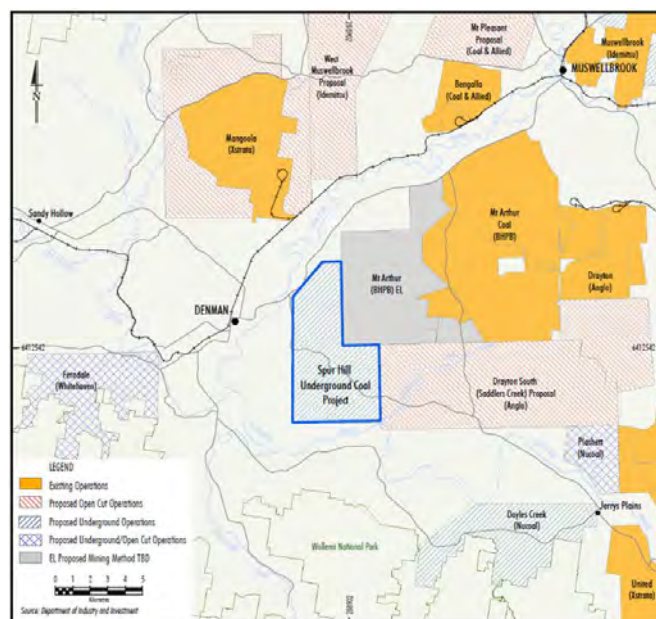 Mt Pleasant
Proposal
(Coal & Allied)
Muswellbrook
(Idemitsu)
MUSWELLBROOK
West
Muswellbrook
Proposal
(Idemitsu)
Bengalla
(Coal & Allied)
N
Mangoola
(Xstrata)
Sandy Hollow
Mt Arthur
Coal
(BHPB)
Mt Arthur
(BHPB) EL
Drayton
(Anglo)
DENMAN
6412542
6412542
Ferndale
(Whitehaven)
Spur Hill
Underground Coal
Project
Drayton South
(Saddlers Creek) Proposal
(Anglo)
Plashett
(Nucoal)
Jerrys Plains
Doyles Creek
(Nucoal)
Wollemi National Park
United
(Xstrata)
LEGEND
Existing Operations
Proposed Open Cut Operations
Proposed Underground Operations
Proposed Underground/Open Cut Operations
EL Proposed Mining Method TBD
0 1 2 3 4 5
Kilometres
Source: Department of Industry and Investment